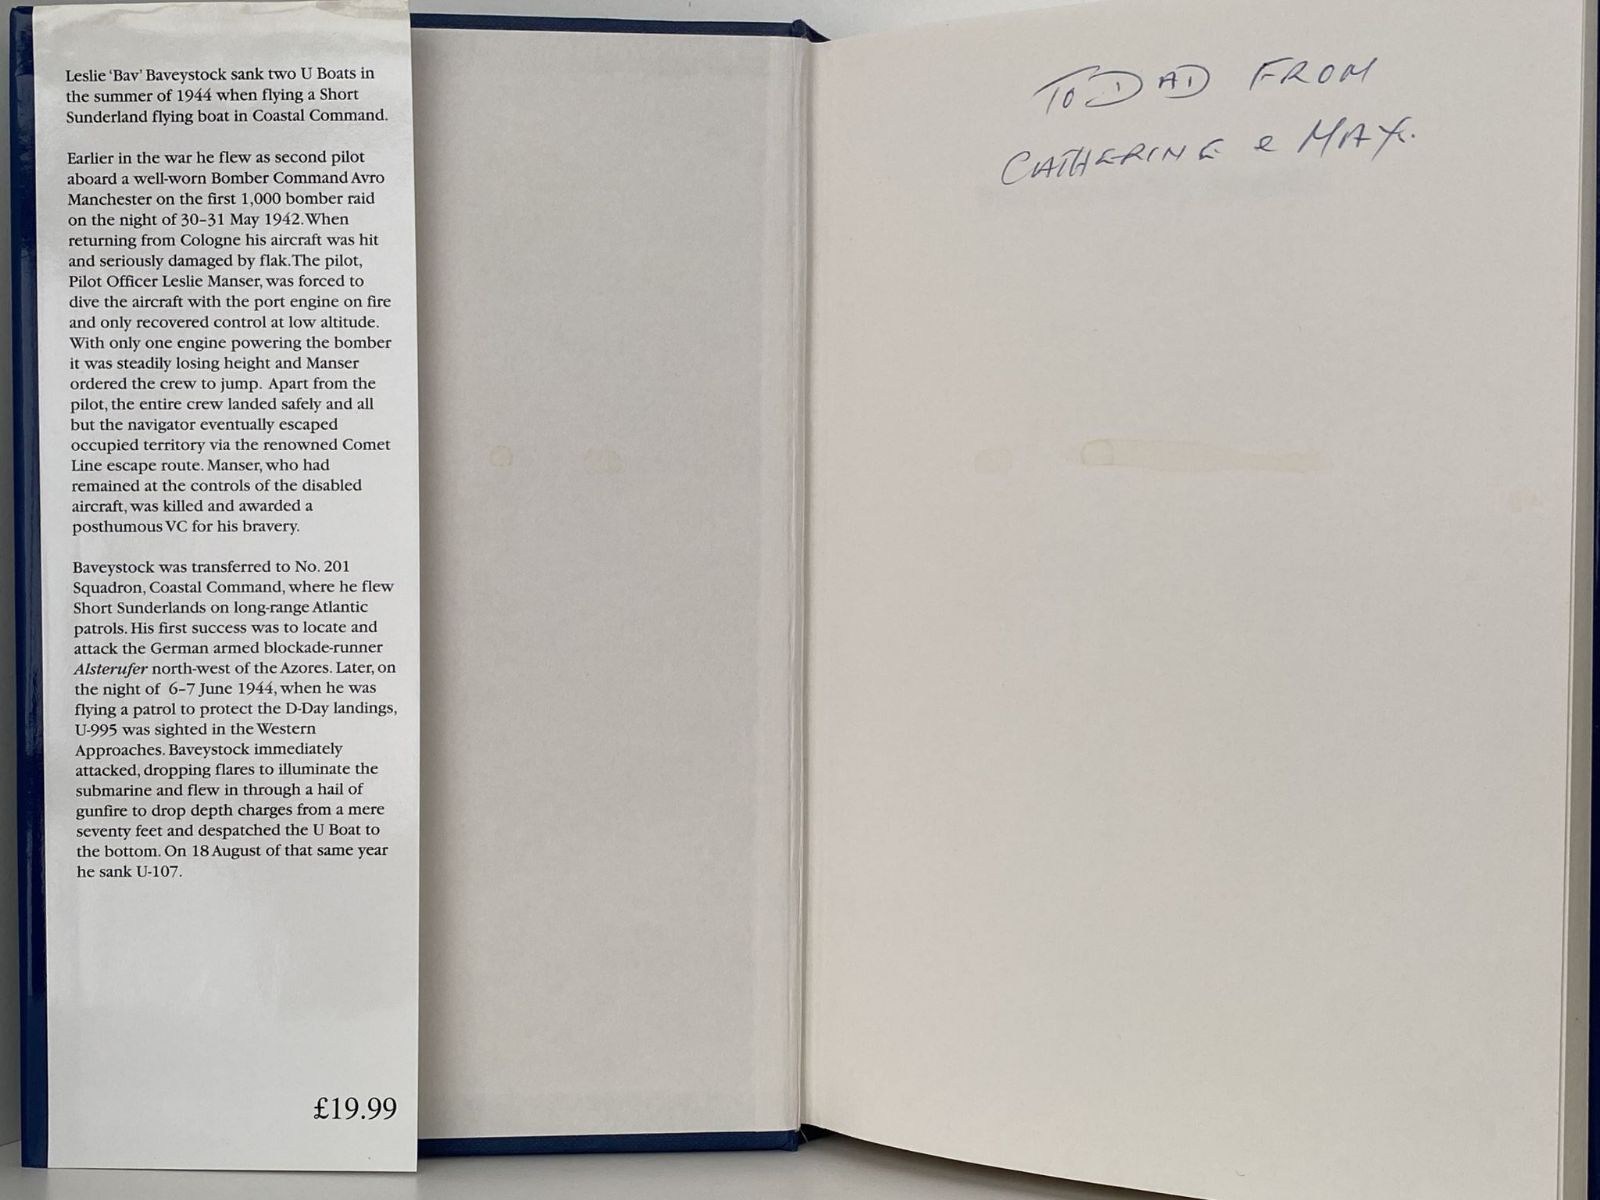 Leslie 'Bav' Baveystock sank two U Boats in
the summer of 1944 when flying a Short
Sunderland flying boat in Coastal Command.
Earlier in the war he flew as second pilot
aboard a well-worn Bomber Command Avro
Manchester on the first 1,000 bomber raid
on the night of 30–31 May 1942. When
returning from Cologne his aircraft was hit
and seriously damaged by flak. The pilot,
Pilot Officer Leslie Manser, was forced to
dive the aircraft with the port engine on fire
and only recovered control at low altitude.
With only one engine powering the bomber
it was steadily losing height and Manser
ordered the crew to jump. Apart from the
pilot, the entire crew landed safely and all
but the navigator eventually escaped
occupied territory via the renowned Comet
Line escape route. Manser, who had
remained at the controls of the disabled
aircraft, was killed and awarded a
posthumous VC for his bravery.
Baveystock was transferred to No. 201
Squadron, Coastal Command, where he flew
Short Sunderlands on long-range Atlantic
patrols. His first success was to locate and
attack the German armed blockade-runner
Alsterufer north-west of the Azores. Later, on
the night of 6–7 June 1944, when he was
flying a patrol to protect the D-Day landings,
U-995 was sighted in the Western
Approaches. Baveystock immediately
attacked, dropping flares to illuminate the
submarine and flew in through a hail of
gunfire to drop depth charges from a mere
seventy feet and despatched the U Boat to
the bottom. On 18 August of that same year
he sank U-107.
£19.99
TO DAD FROM
CATHERINE & MAX.